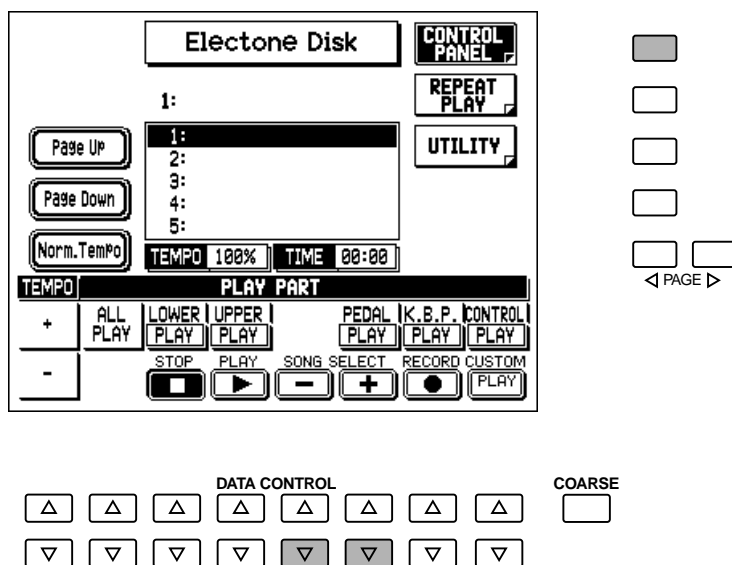 Electone Disk
CONTROL
PANEL
1:
REPEAT
PLAY
UTILITY
Page Up
Page Down
Norm.Tempo
1:
2:
3:
4:
5:
TEMPO 100% TIME 00:00
TEMPO PLAY PART
+
-
ALL
PLAY
LOWER
PLAY
UPPER
PLAY
PEDAL
PLAY
K.B.P.
PLAY
CONTROL
PLAY
STOP PLAY SONG SELECT RECORD CUSTOM
PLAY
PAGE
DATA CONTROL
COARSE